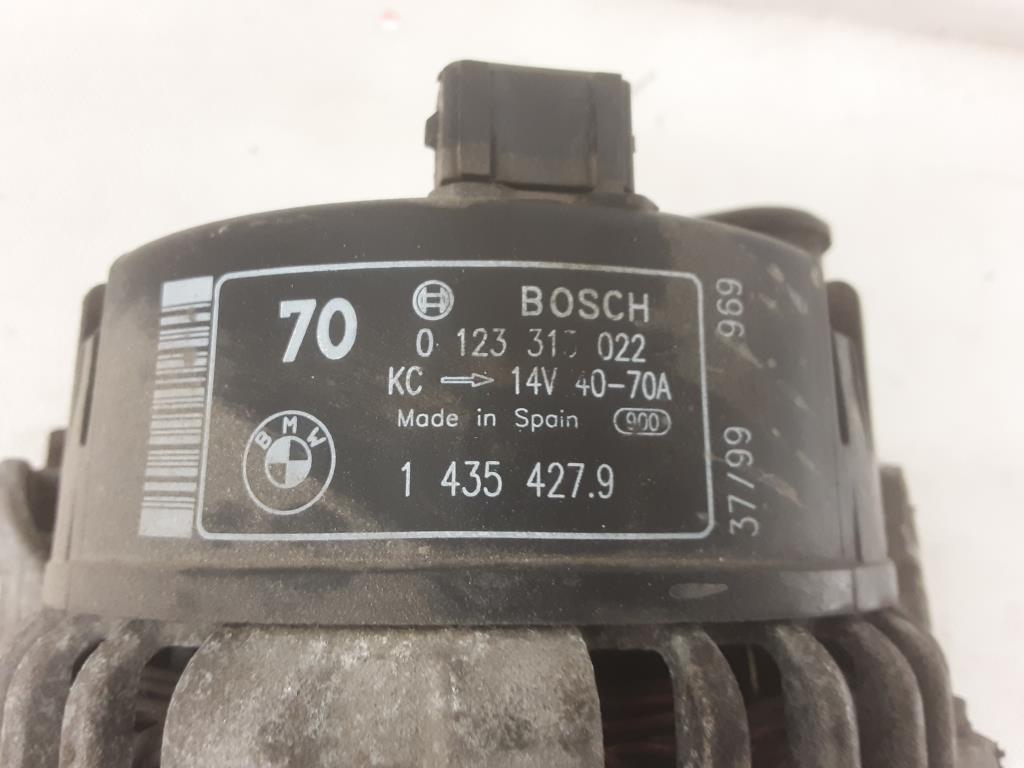 70
BOSCH
0 123 022
KC 14V 40-70A
Made in Spain 900
BMW
1 435 427.9
37/99 969